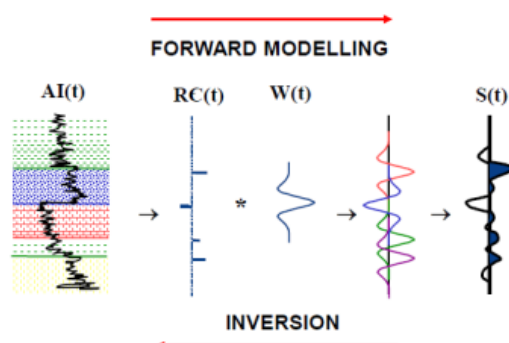 FORWARD MODELLING
AI(t) RC(t) W(t) S(t)
→ * → →
INVERSION